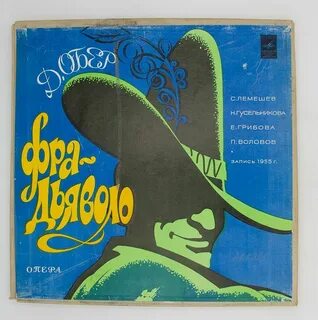 Д. ОБЕР
ФРА-
ДЬЯВОЛО
ОПЕРА
С. ЛЕМЕШЕВ
Н. ГУСЕЛЬНИКОВА
Е. ГРИБОВА
П. ВОЛОВОВ
ЗАПИСЬ 1955 г.